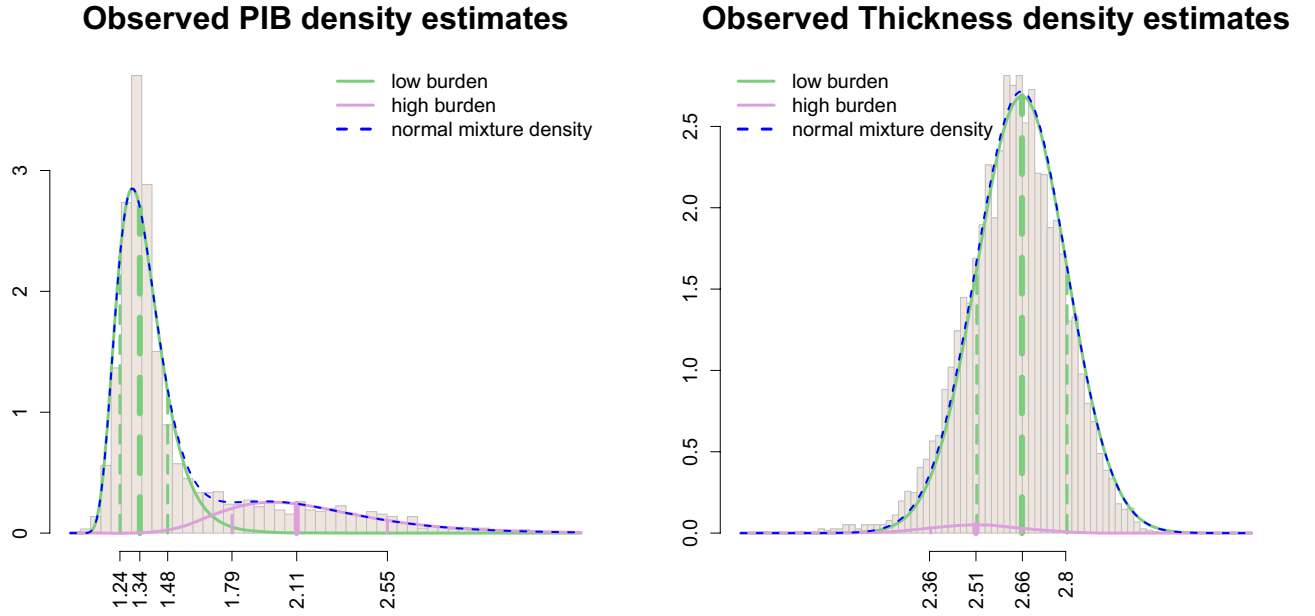 Observed PIB density estimates
low burden
high burden
normal mixture density
3
2
1
0
1.24
1.34
1.48
1.79
2.11
2.55
Observed Thickness density estimates
low burden
high burden
normal mixture density
2.5
2.0
1.5
1.0
0.5
0.0
2.36
2.51
2.66
2.8